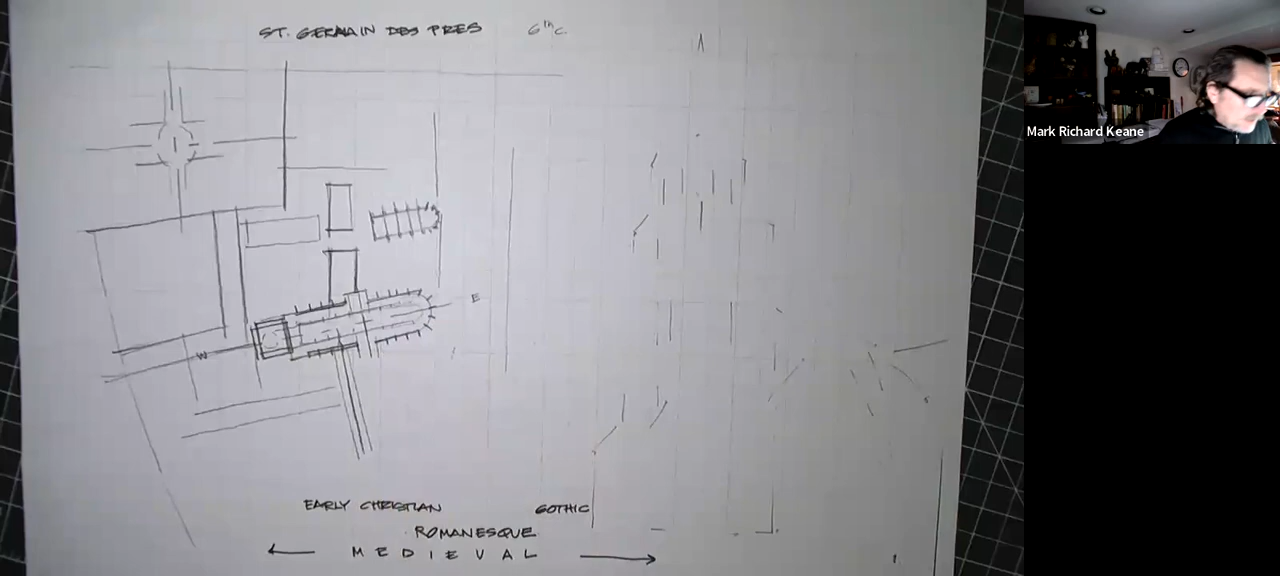 ST. GERMAIN DES PRES 6th C.
Mark Richard Keane
E
W
EARLY CHRISTIAN GOTHIC
ROMANESQUE
MEDIEVAL